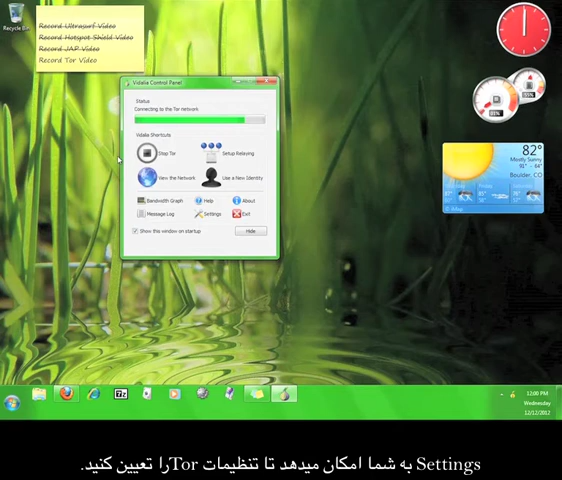 Recycle Bin
Record Ultrasurf Video
Record Hotspot Shield Video
Record JAP Video
Record Tor Video
Vidalia Control Panel
Status
Connecting to the Tor network
Vidalia Shortcuts
Stop Tor
Setup Relaying
View the Network
Use a New Identity
Bandwidth Graph
Help
About
Message Log
Settings
Exit
Show this window on startup
Hide
82°
Mostly Sunny
91° - 64°
Boulder, CO
12:00 PM
Wednesday
12/12/2012
Settings به شما امکان میدهد تا تنظیمات Torرا تعیین کنید.